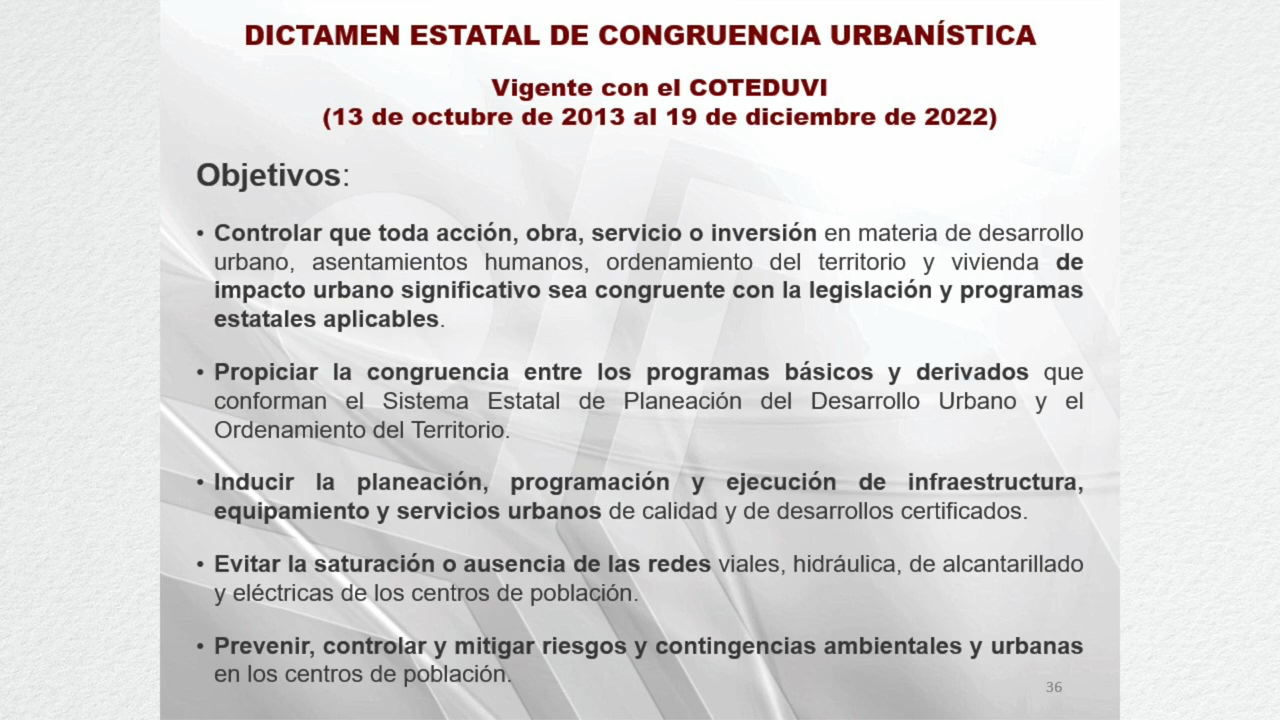 DICTAMEN ESTATAL DE CONGRUENCIA URBANÍSTICA
Vigente con el COTEDUVI
(13 de octubre de 2013 al 19 de diciembre de 2022)
Objetivos:
• Controlar que toda acción, obra, servicio o inversión en materia de desarrollo
urbano, asentamientos humanos, ordenamiento del territorio y vivienda de
impacto urbano significativo sea congruente con la legislación y programas
estatales aplicables.
• Propiciar la congruencia entre los programas básicos y derivados que
conforman el Sistema Estatal de Planeación del Desarrollo Urbano y el
Ordenamiento del Territorio.
• Inducir la planeación, programación y ejecución de infraestructura,
equipamiento y servicios urbanos de calidad y de desarrollos certificados.
• Evitar la saturación o ausencia de las redes viales, hidráulica, de alcantarillado
y eléctricas de los centros de población.
• Prevenir, controlar y mitigar riesgos y contingencias ambientales y urbanas
en los centros de población.
36